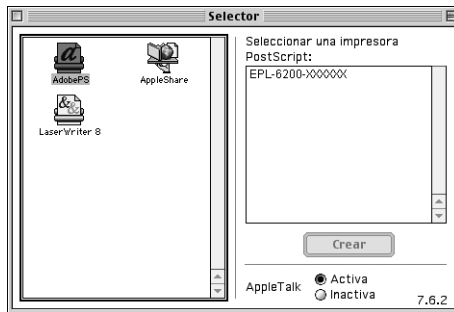 Selector
AdobePS
AppleShare
LaserWriter 8
Seleccionar una impresora
PostScript:
EPL-6200-XXXXXX
Crear
AppleTalk
Activa
Inactiva
7.6.2